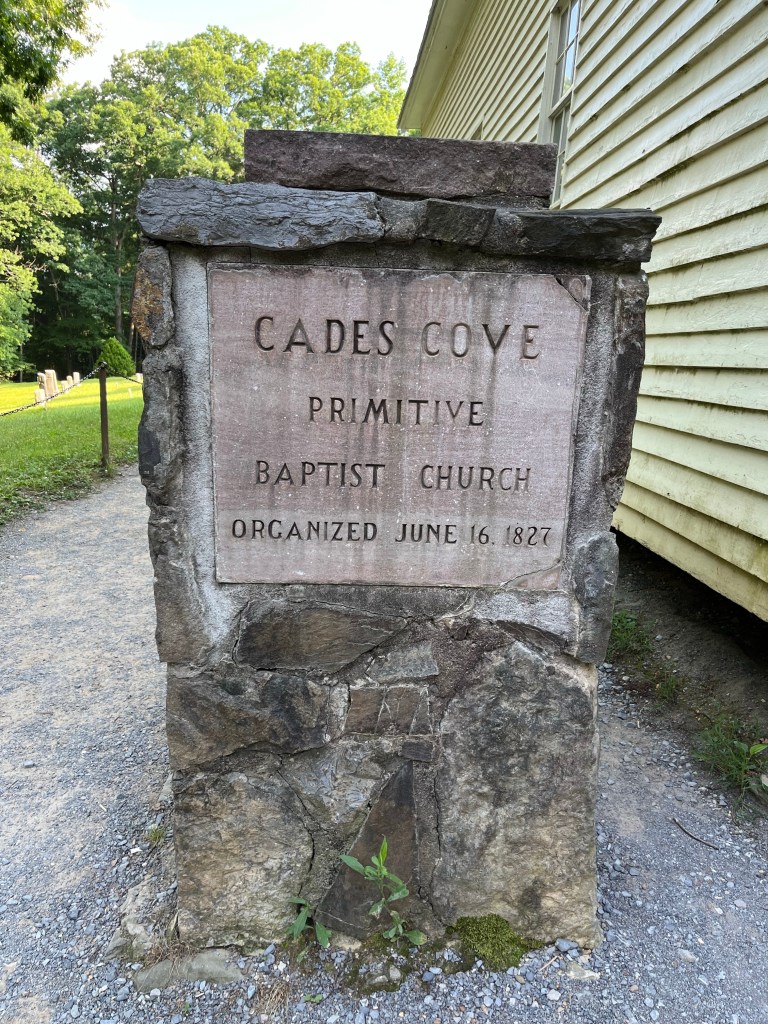 CADES COVE
PRIMITIVE
BAPTIST CHURCH
ORGANIZED JUNE 16, 1827